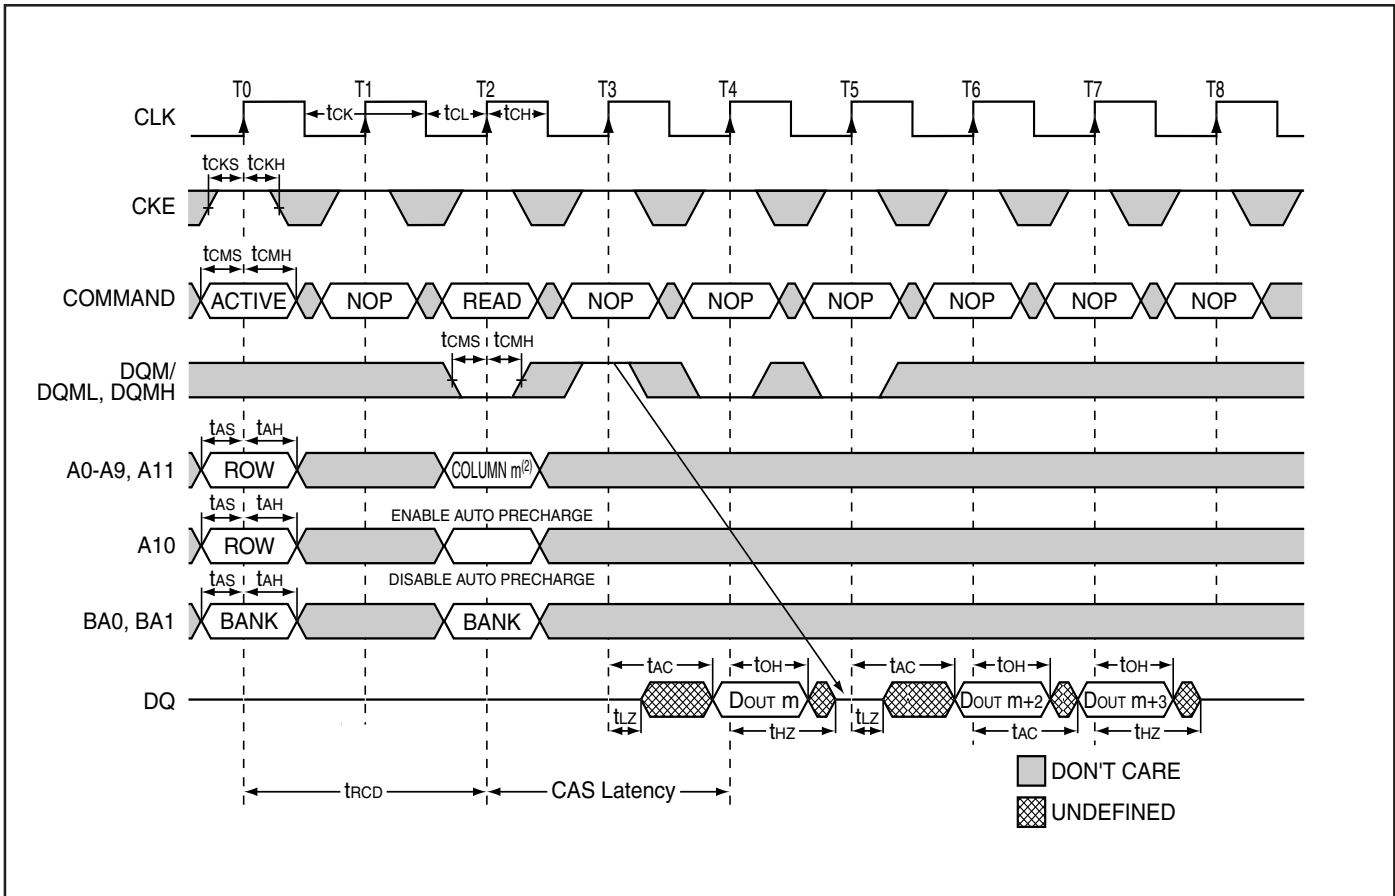 T0 T1 T2 T3 T4 T5 T6 T7 T8
CLK tCK tCL tCH
tCKS tCKH
CKE
tCMS tCMH
COMMAND ACTIVE NOP READ NOP NOP NOP NOP NOP NOP
tCMS tCMH
DQM/
DQML, DQMH
tAS tAH
A0-A9, A11 ROW COLUMN m(2)
tAS tAH ENABLE AUTO PRECHARGE
A10 ROW
tAS tAH DISABLE AUTO PRECHARGE
BA0, BA1 BANK BANK
tAC tOH tAC tOH tOH
DQ DOUT m DOUT m+2 DOUT m+3
tLZ tHZ tLZ tAC tHZ
DON'T CARE
tRCD CAS Latency
UNDEFINED